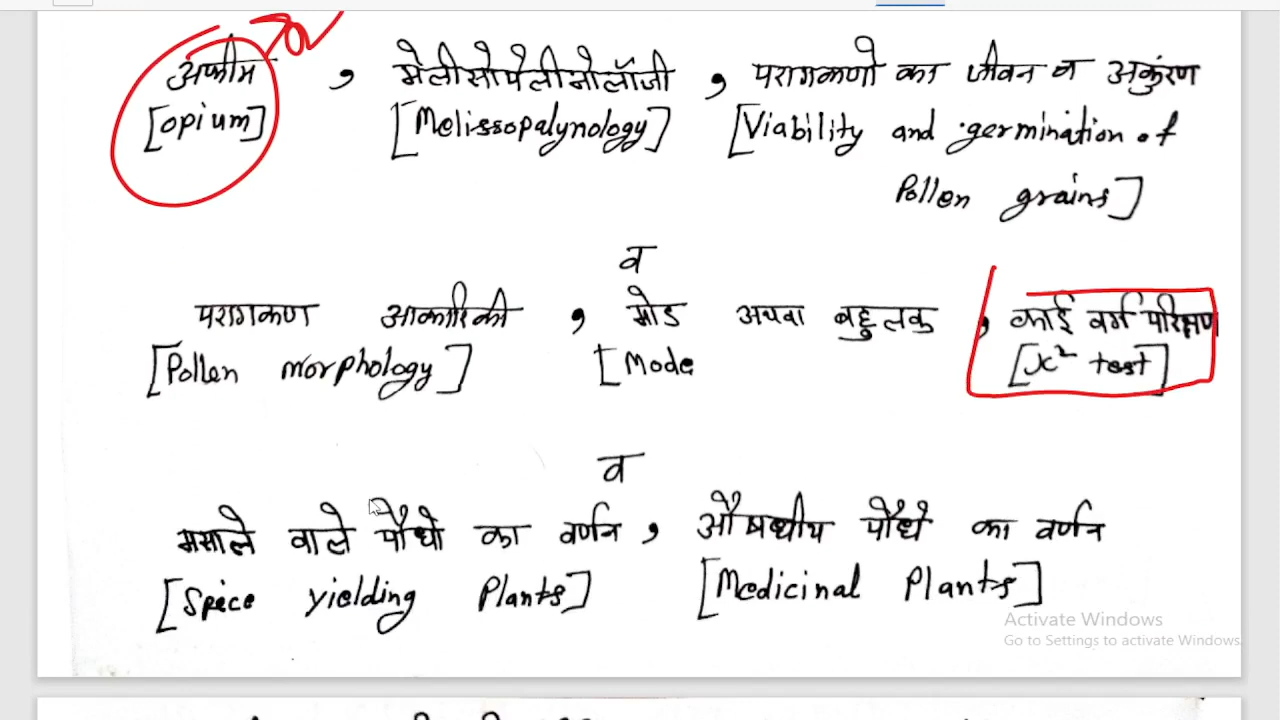 अफीम , मेलीसोपेलीनोलॉजी , परागकणो का जीवन व अकुंरण
[opium] [Melissopalynology] [Viability and germination of
Pollen grains]
व
परागकण आकारिकी , मोड अथवा बहुलक , काई वर्ग परिक्षण
[Pollen morphology] [Mode [x² test]
व
मसाले वाले पौधो का वर्णन , औषधीय पौधे का वर्णन
[Spice yielding Plants] [Medicinal Plants]
Activate Windows
Go to Settings to activate Windows.